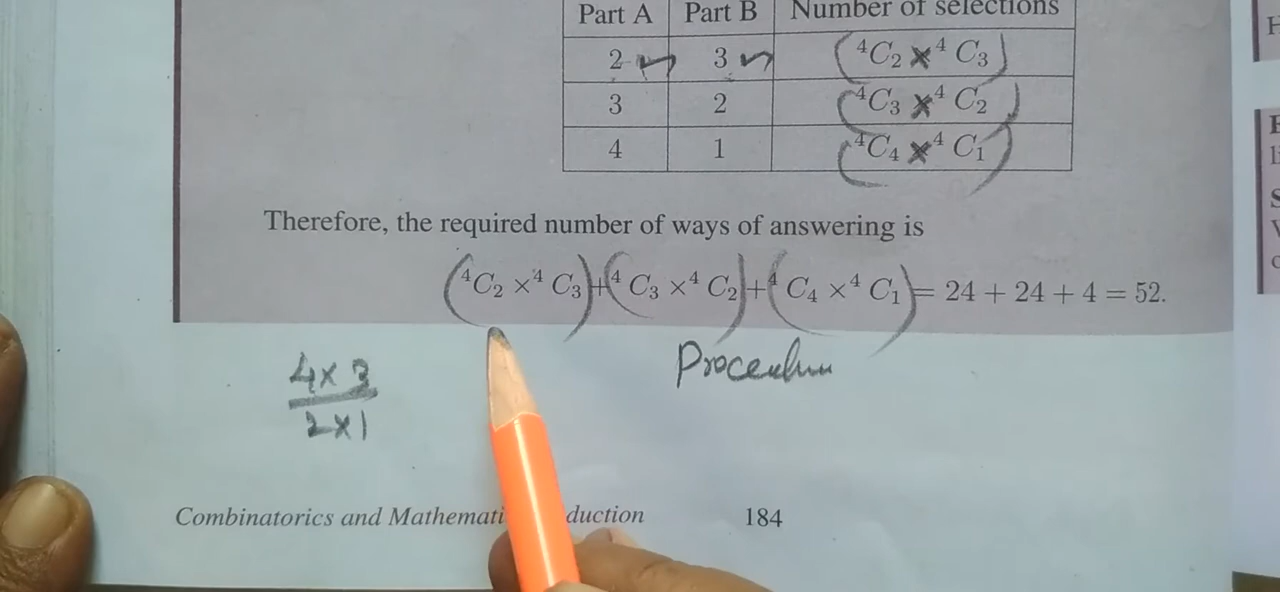 Part A Part B Number of selections
2 3 (⁴C₂ × ⁴C₃)
3 2 (⁴C₃ × ⁴C₂)
4 1 (⁴C₄ × ⁴C₁)
Therefore, the required number of ways of answering is
(⁴C₂ × ⁴C₃) + (⁴C₃ × ⁴C₂) + (⁴C₄ × ⁴C₁) = 24 + 24 + 4 = 52.
4 × 3
2 × 1
Combinatorics and duction 184